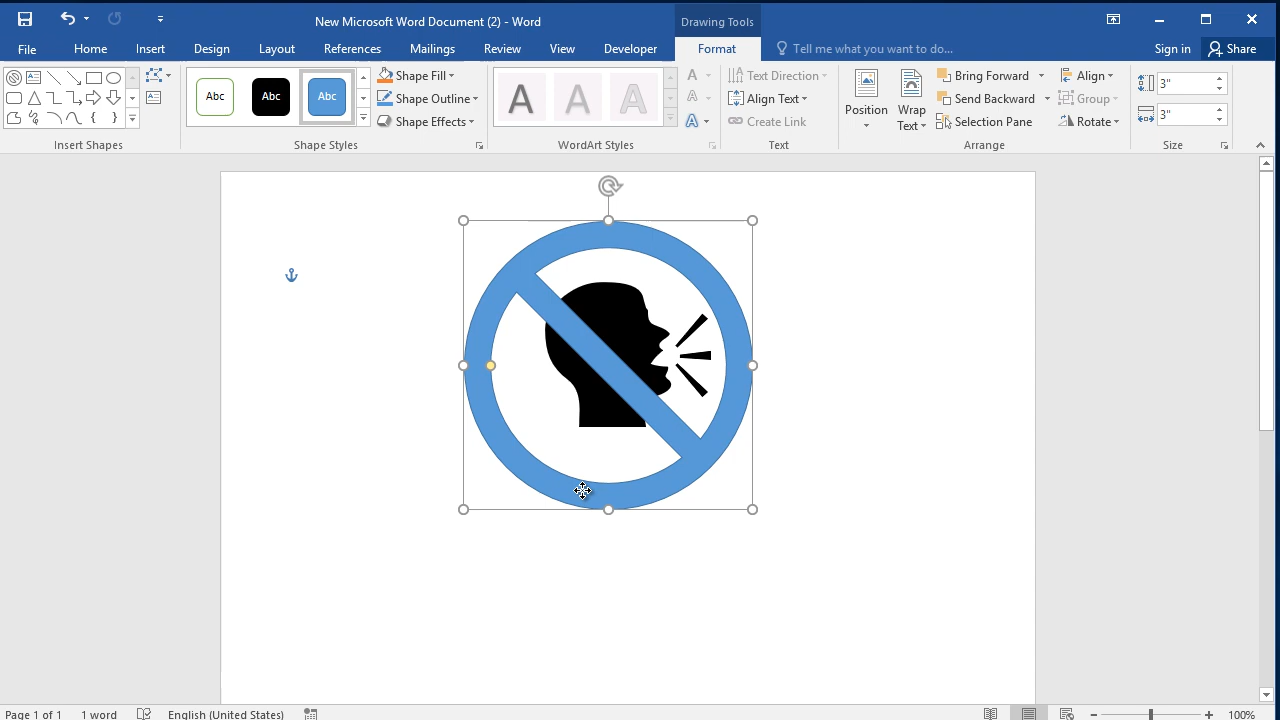 New Microsoft Word Document (2) - Word
Drawing Tools
File Home Insert Design Layout References Mailings Review View Developer Format Tell me what you want to do... Sign in Share
Abc Abc Abc
Shape Fill
Shape Outline
Shape Effects
A A A
A
A
A
Text Direction
Align Text
Create Link
Position
Wrap
Text
Bring Forward
Send Backward
Selection Pane
Align
Group
Rotate
3"
3"
Insert Shapes Shape Styles WordArt Styles Text Arrange Size
Page 1 of 1 1 word English (United States) 100%